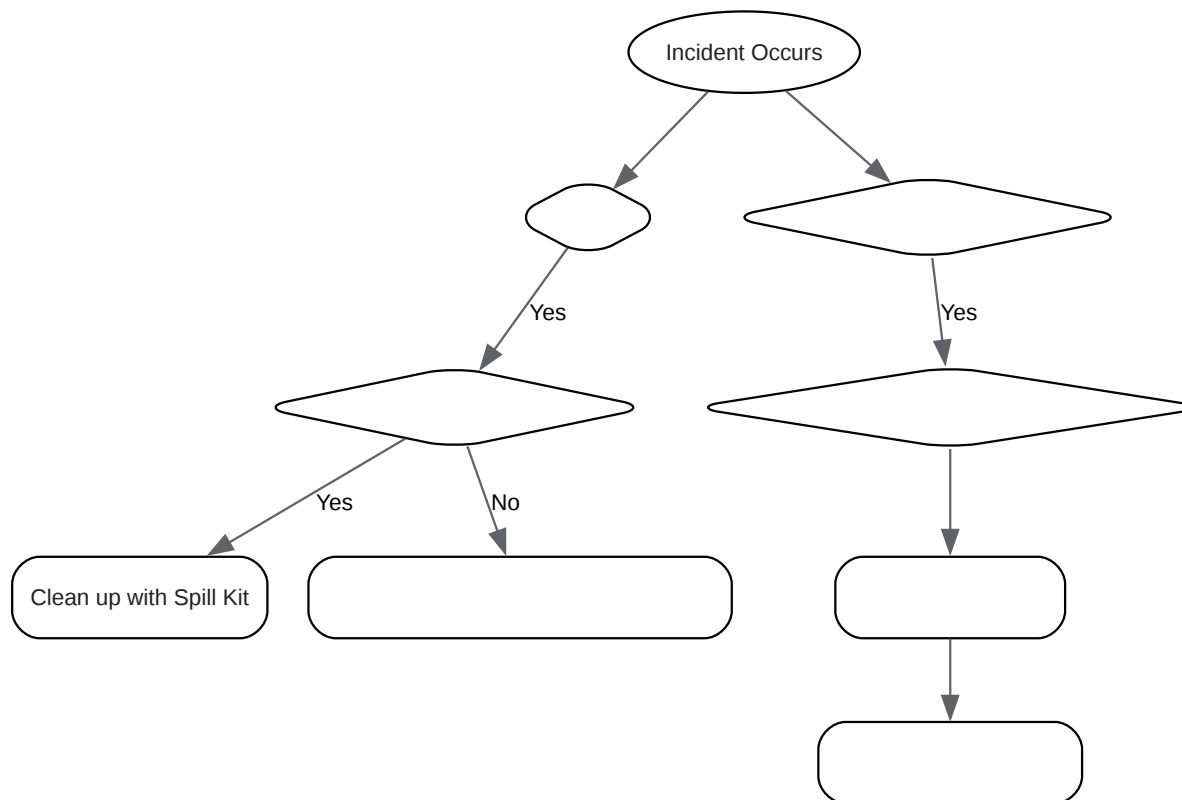 Incident Occurs
Yes
Yes
Yes
No
Clean up with Spill Kit